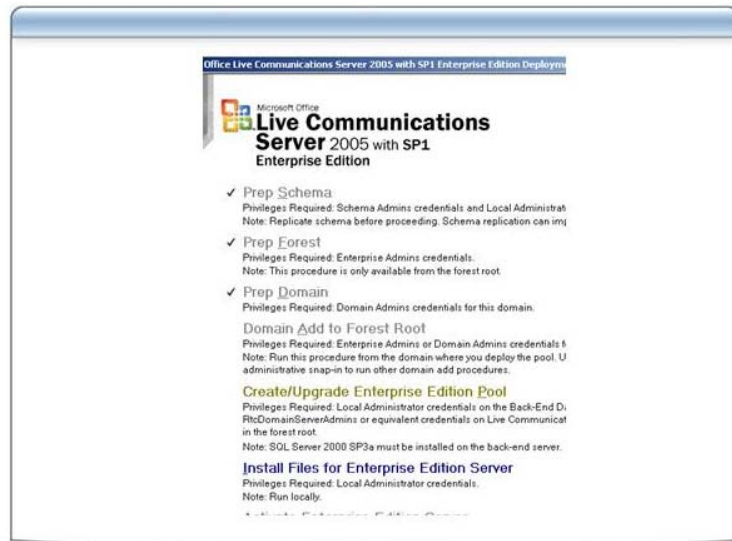 Office Live Communications Server 2005 with SP1 Enterprise Edition
Microsoft Office
Live Communications
Server 2005 with SP1
Enterprise Edition
Prep Schema
Privileges Required: Schema Admins credentials and Local
Note: Replicate schema before proceeding. Schema replication can
Prep Forest
Privileges Required: Enterprise Admins credentials.
Note: This procedure is only available from the forest root.
Prep Domain
Privileges Required: Domain Admins credentials for this domain.
Domain Add to Forest Root
Privileges Required: Enterprise Admins or Domain Admins credentials
Note: Run this procedure from the domain where you deploy the pool.
administrative snap-in to run other domain add procedures.
Create/Upgrade Enterprise Edition Pool
Privileges Required: Local Administrator credentials on the Back-End
RtcDomainServerAdmins or equivalent credentials on Live
in the forest root.
Note: SQL Server 2000 SP3a must be installed on the back-end server.
Install Files for Enterprise Edition Server
Privileges Required: Local Administrator credentials.
Note: Run locally.